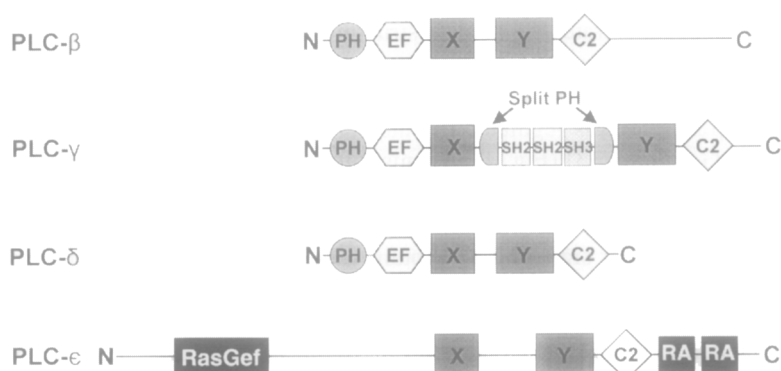 PLC-β N PH EF X Y C2 C
Split PH
PLC-γ N PH EF X SH2 SH2 SH3 Y C2 C
PLC-δ N PH EF X Y C2 C
PLC-ϵ N RasGef X Y C2 RA RA C